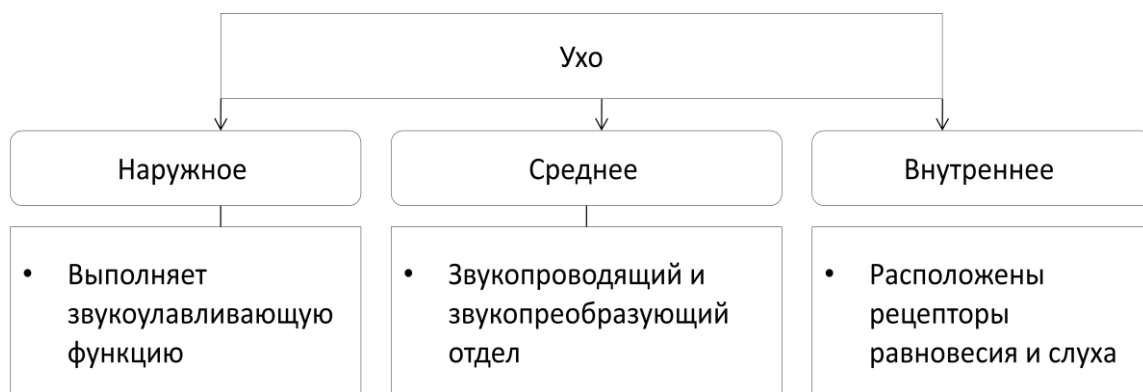 Ухо
Наружное
Среднее
Внутреннее
• Выполняет
звукоулавливающую
функцию
• Звукопроводящий и
звукопреобразующий
отдел
• Расположены
рецепторы
равновесия и слуха